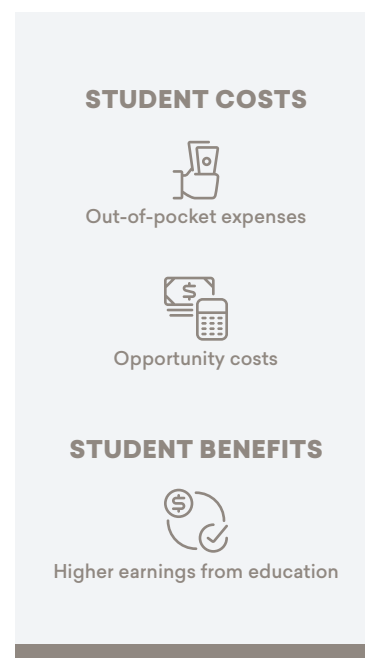 STUDENT COSTS
Out-of-pocket expenses
$
Opportunity costs
STUDENT BENEFITS
$
Higher earnings from education